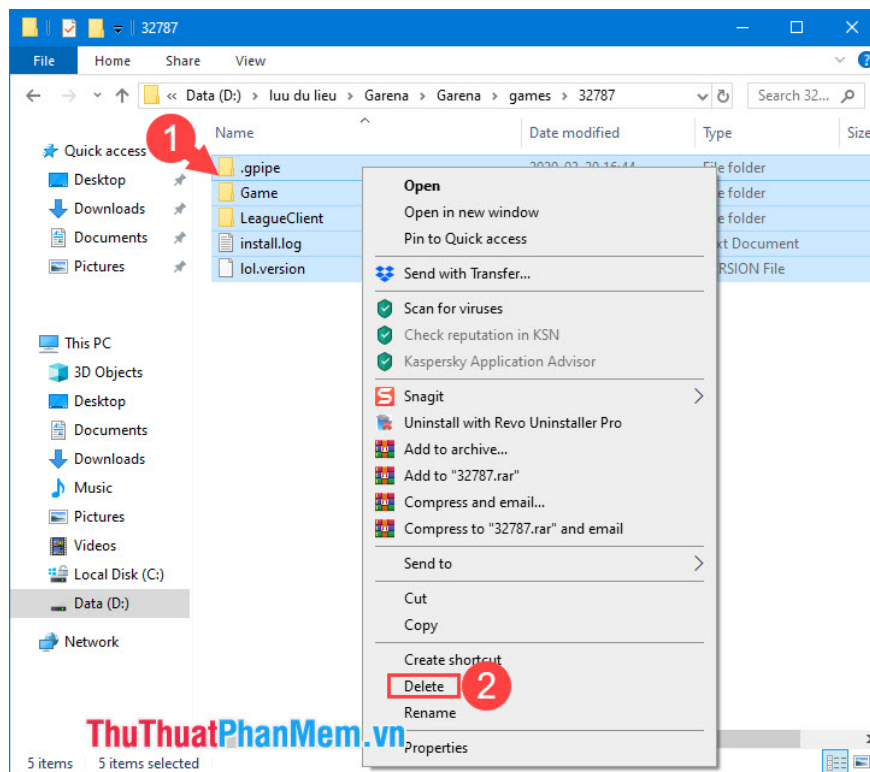 32787
File Home Share View
« Data (D:) › luu du lieu › Garena › Garena › games › 32787
Search 32...
Name Date modified Type Size
1
Quick access
Desktop
Downloads
Documents
Pictures
This PC
3D Objects
Desktop
Documents
Downloads
Music
Pictures
Videos
Local Disk (C:)
Data (D:)
Network
.gpipe 2020-03-20 16:44 File folder
Game e folder
LeagueClient e folder
install.log xt Document
lol.version RSION File
Open
Open in new window
Pin to Quick access
Send with Transfer...
Scan for viruses
Check reputation in KSN
Kaspersky Application Advisor
Snagit
Uninstall with Revo Uninstaller Pro
Add to archive...
Add to "32787.rar"
Compress and email...
Compress to "32787.rar" and email
Send to
Cut
Copy
Create shortcut
Delete 2
Rename
Properties
ThuThuatPhanMem.vn
5 items 5 items selected